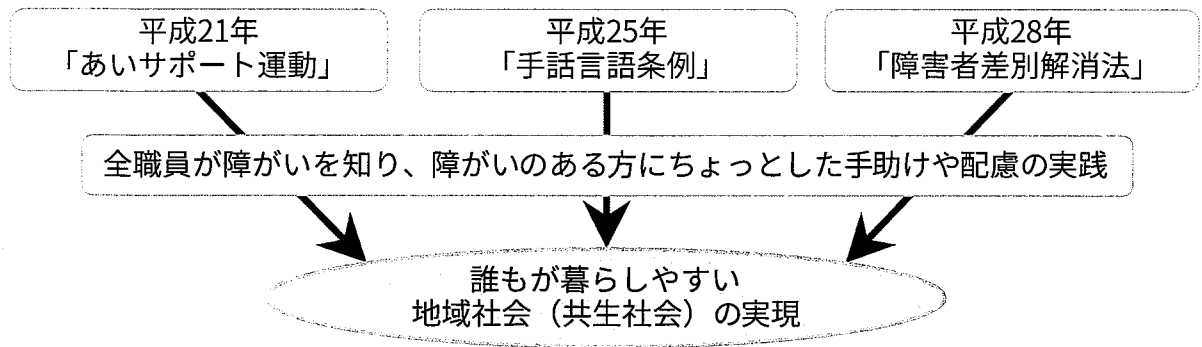 平成21年
「あいサポート運動」
平成25年
「手話言語条例」
平成28年
「障害者差別解消法」
全職員が障がいを知り、障がいのある方にちょっとした手助けや配慮の実践
誰もが暮らしやすい
地域社会（共生社会）の実現